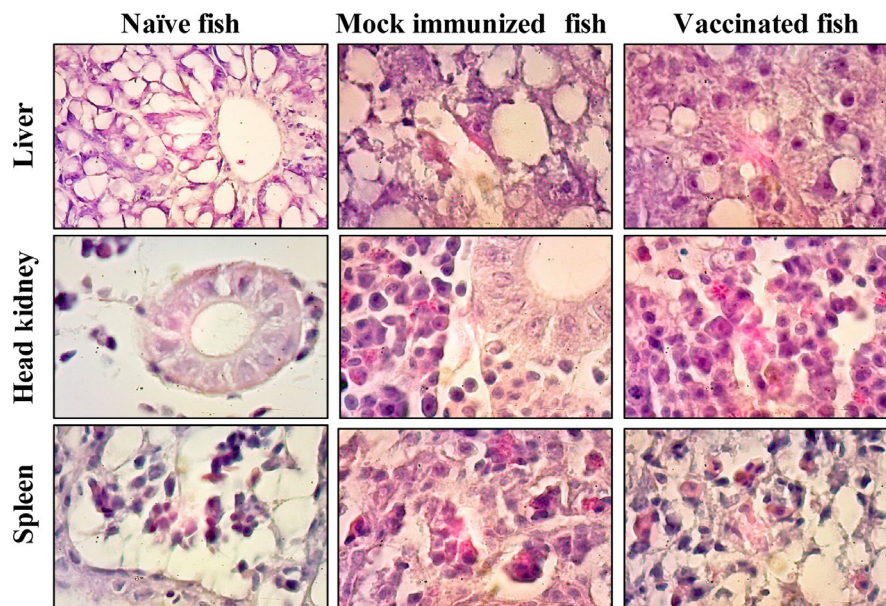 Naïve fish
Mock immunized fish
Vaccinated fish
Liver
Head kidney
Spleen